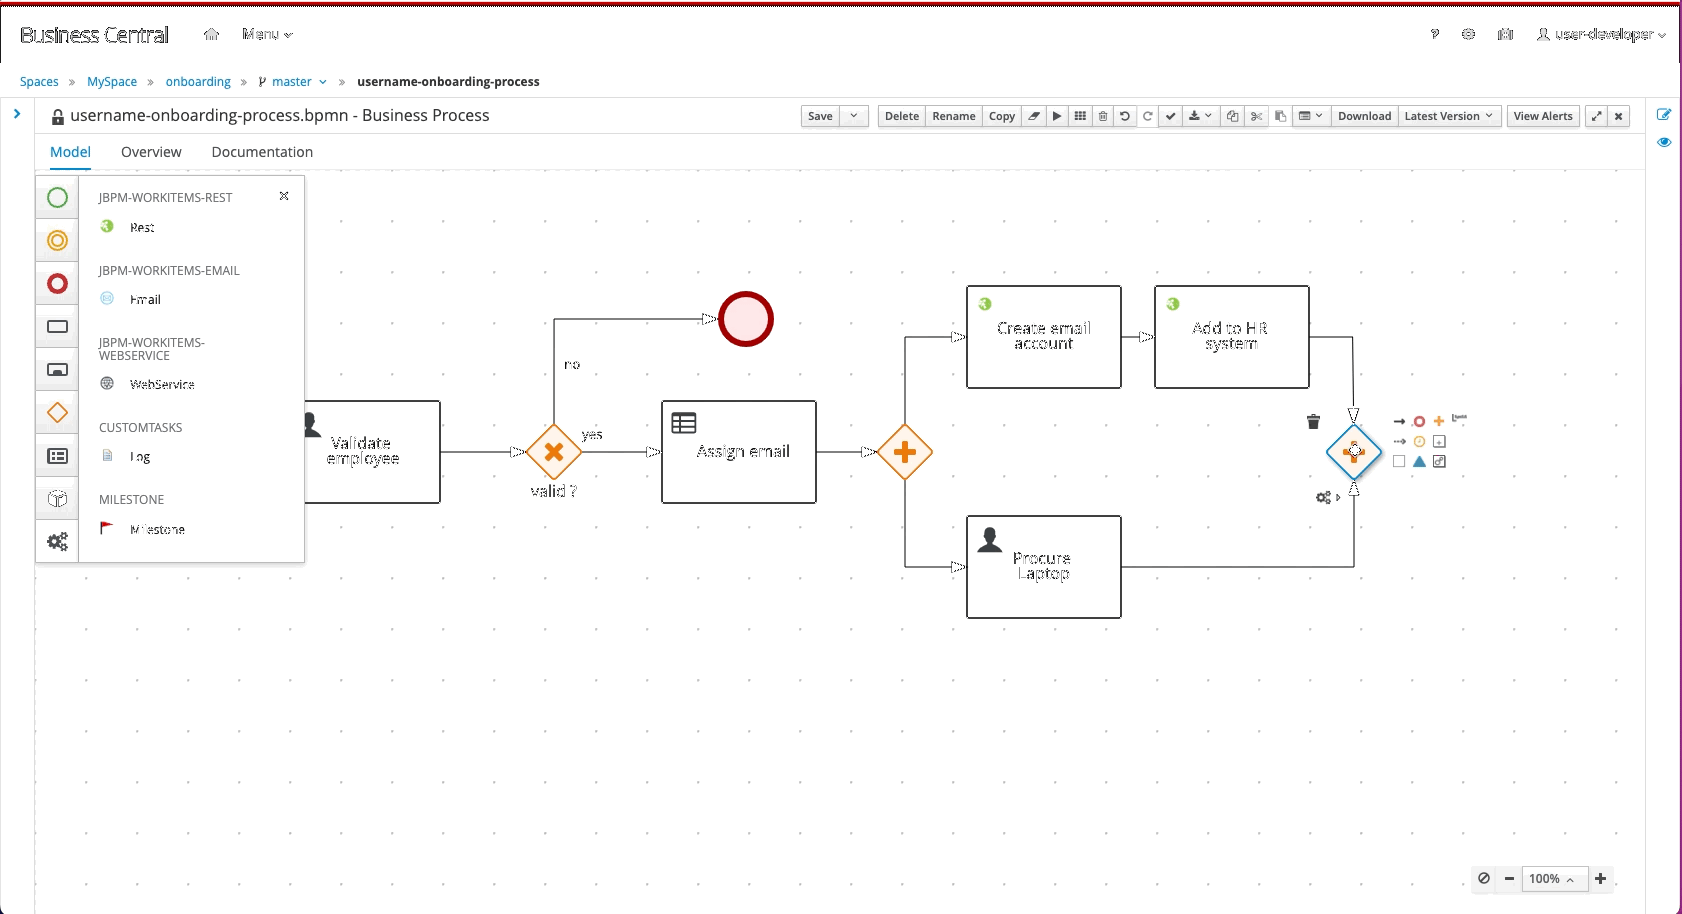 Business Central
Menu
user-developer
Spaces » MySpace » onboarding » master » username-onboarding-process
username-onboarding-process.bpmn - Business Process
Save
Delete
Rename
Copy
Download
Latest Version
View Alerts
Model
Overview
Documentation
JBPM-WORKITEMS-REST
Rest
JBPM-WORKITEMS-EMAIL
Email
JBPM-WORKITEMS-
WEBSERVICE
WebService
CUSTOMTASKS
Log
MILESTONE
Milestone
Validate
employee
valid ?
no
yes
Assign email
Create email
account
Add to HR
system
Procure
Laptop
100%